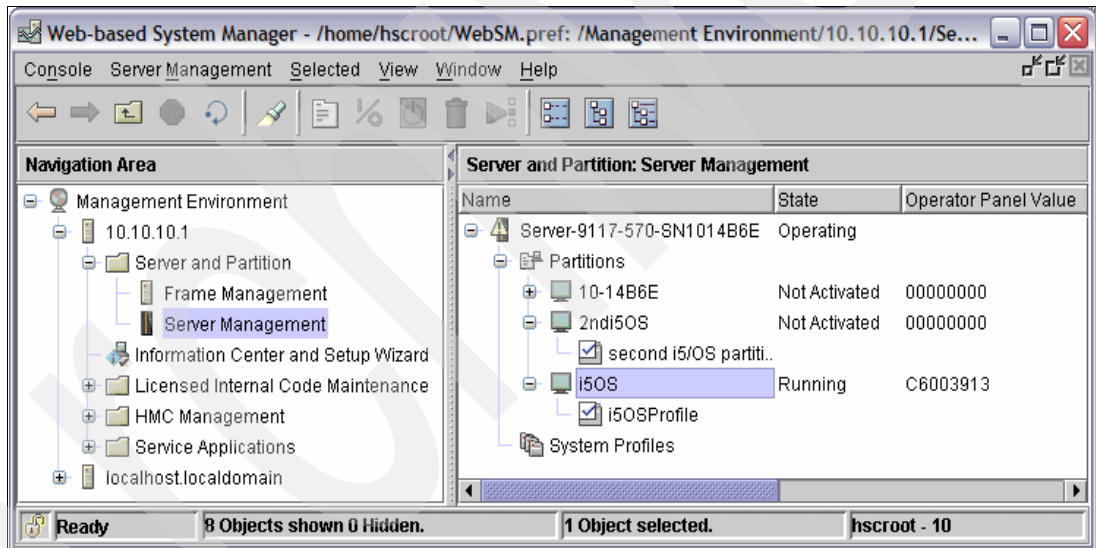 Web-based System Manager - /home/hscroot/WebSM.pref: /Management Environment/10.10.10.1/Se...
Console Server Management Selected View Window Help
Navigation Area
Management Environment
10.10.10.1
Server and Partition
Frame Management
Server Management
Information Center and Setup Wizard
Licensed Internal Code Maintenance
HMC Management
Service Applications
localhost.localdomain
Server and Partition: Server Management
Name State Operator Panel Value
Server-9117-570-SN1014B6E Operating
Partitions
10-14B6E Not Activated 00000000
2ndi5OS Not Activated 00000000
second i5/OS partiti..
i5OS Running C6003913
i5OSProfile
System Profiles
Ready 8 Objects shown 0 Hidden. 1 Object selected. hscroot - 10